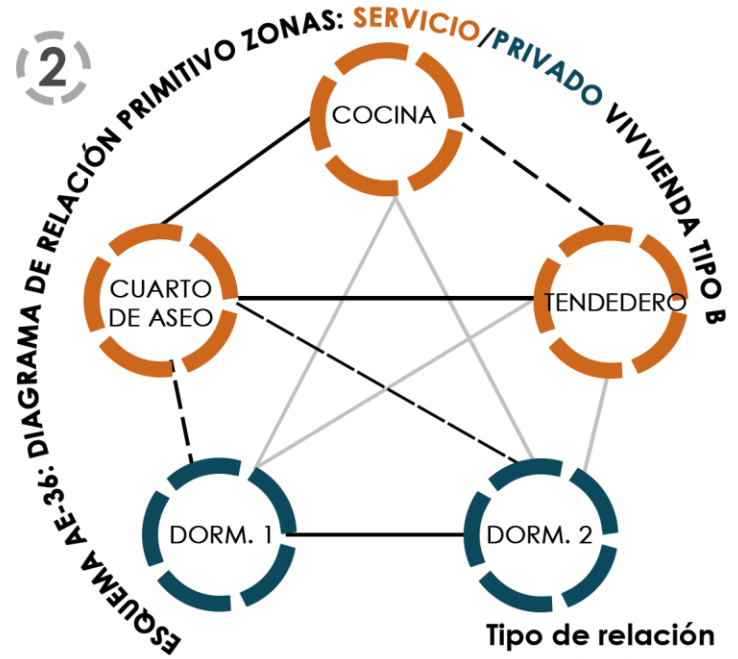 2
ESQUEMA AE-36: DIAGRAMA DE RELACIÓN PRIMITIVO ZONAS: SERVICIO/PRIVADO VIVVIENDA TIPO B
COCINA
CUARTO
DE ASEO
TENDEDERO
DORM. 1
DORM. 2
Tipo de relación